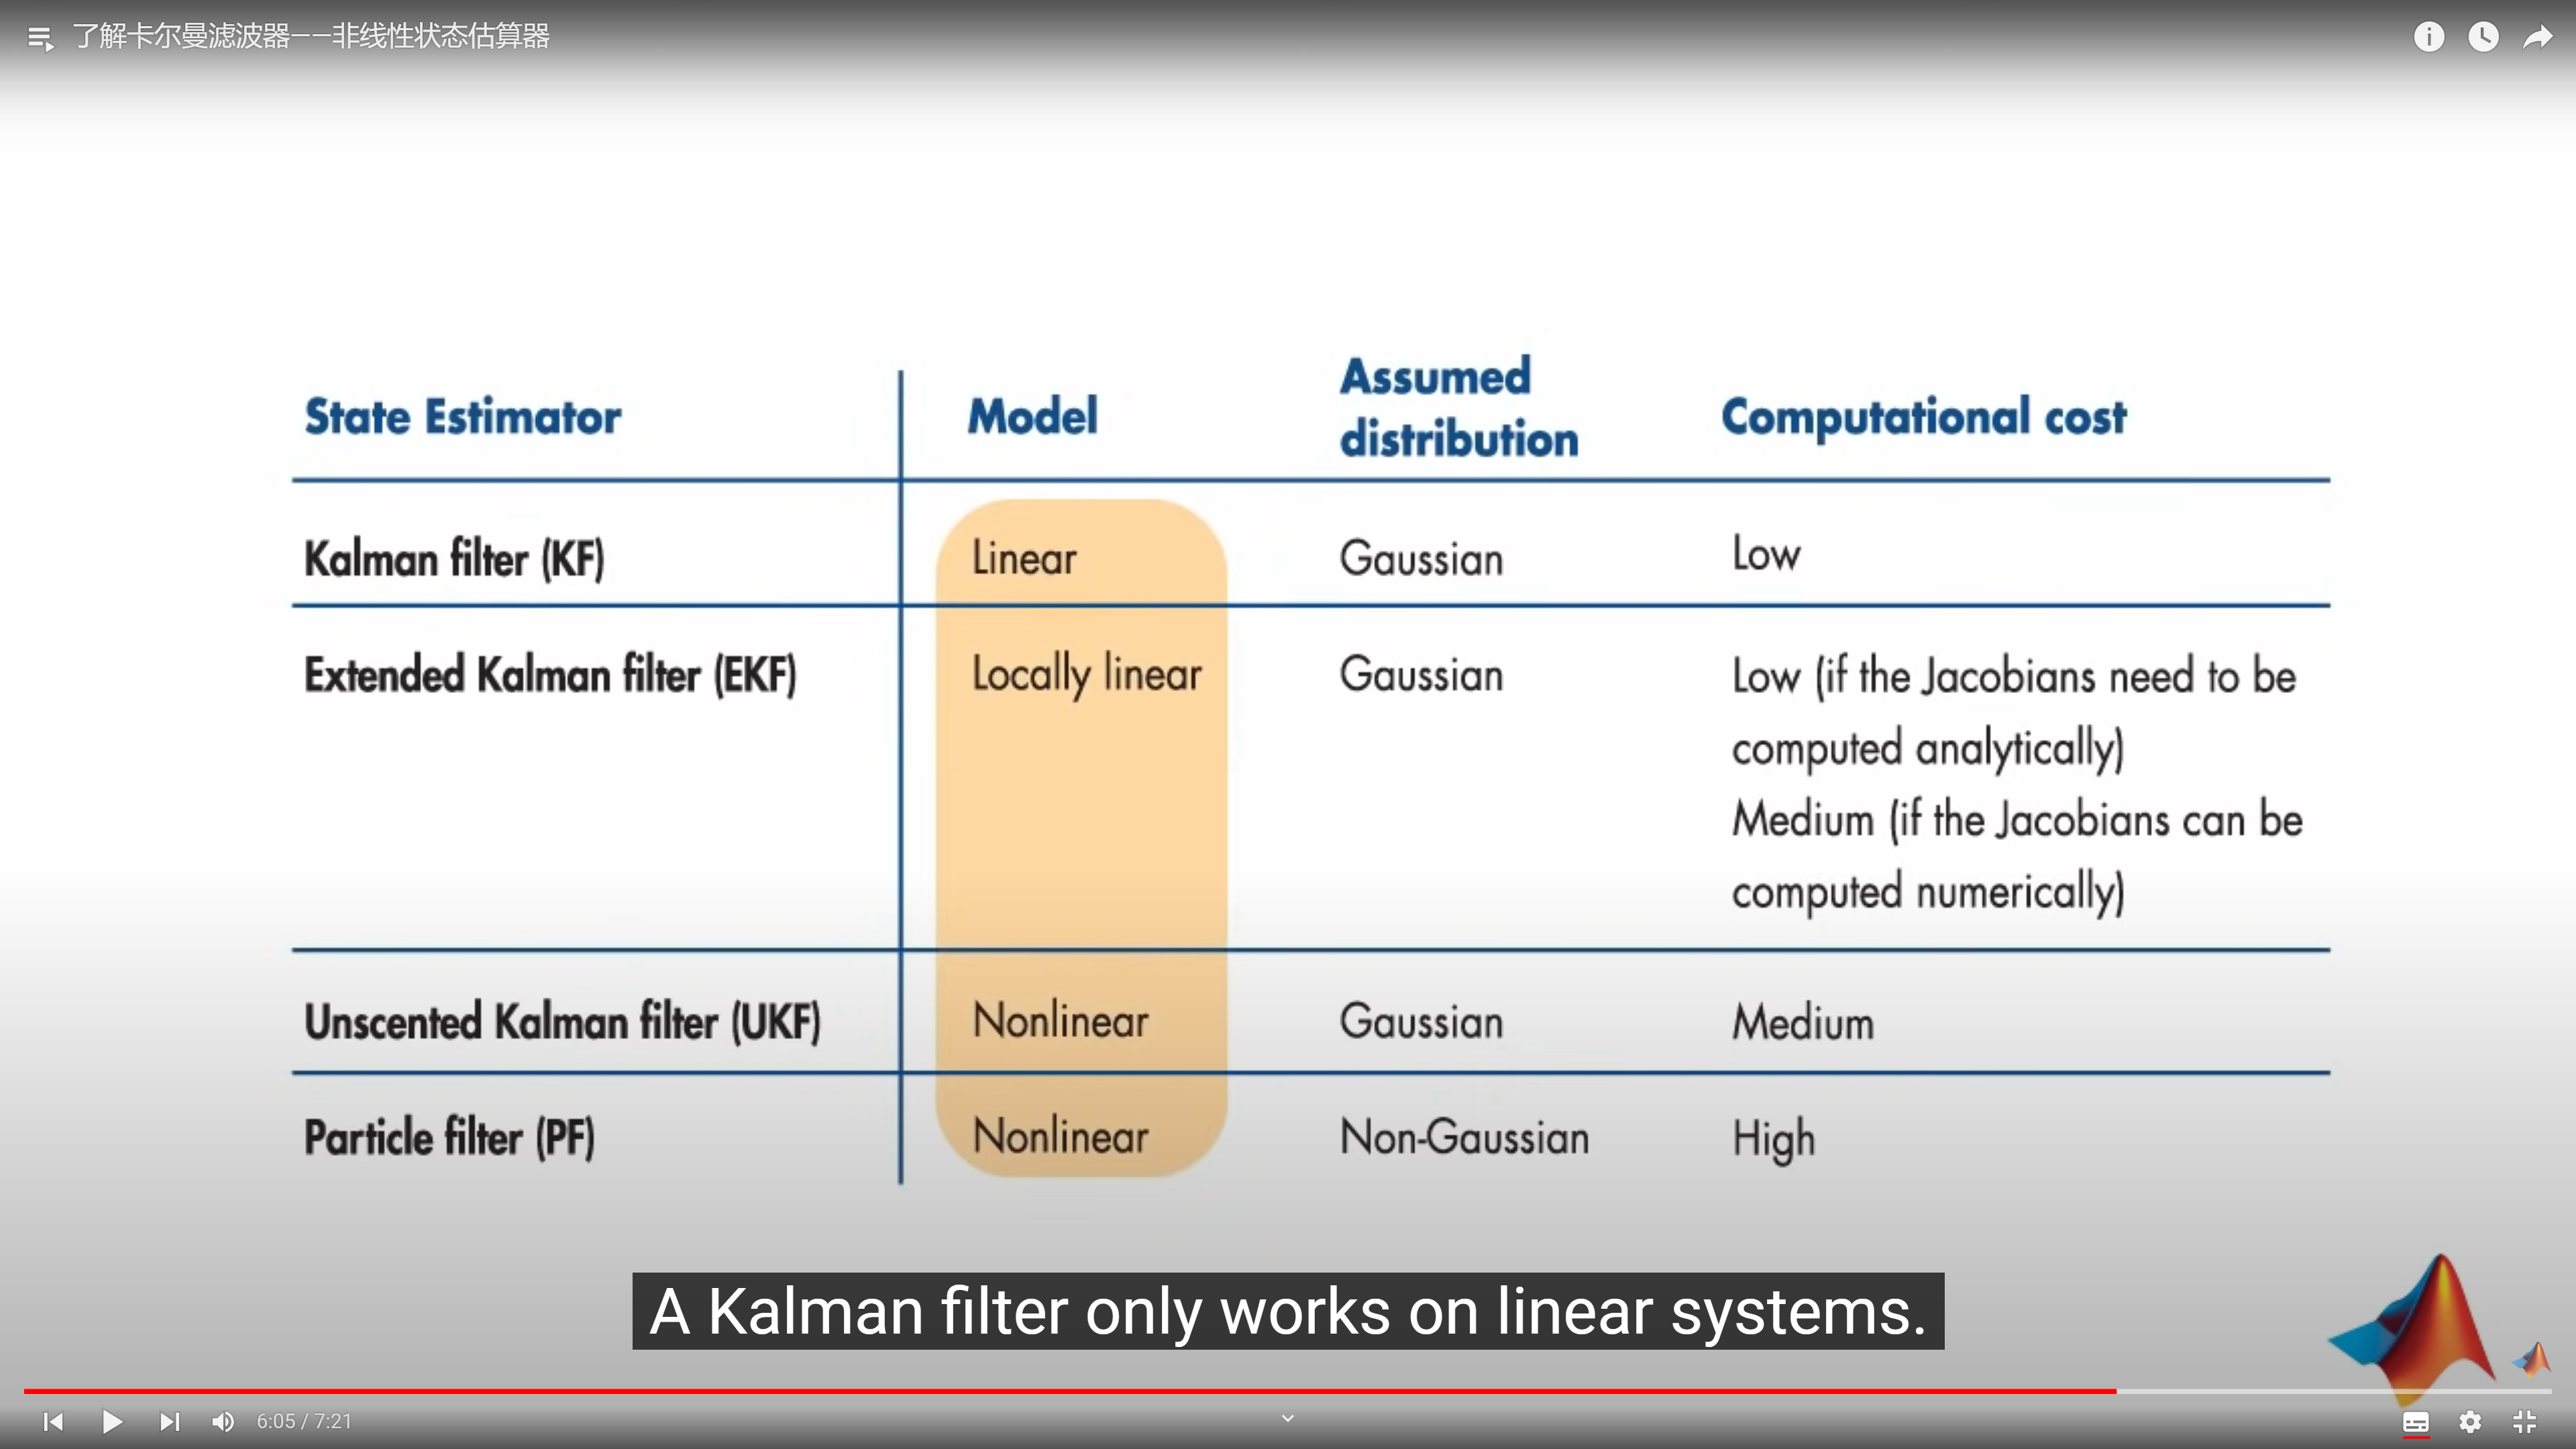 了解卡尔曼滤波器——非线性状态估算器
State Estimator
Model
Assumed
distribution
Computational cost
Kalman filter (KF)
Linear
Gaussian
Low
Extended Kalman filter (EKF)
Locally linear
Gaussian
Low (if the Jacobians need to be
computed analytically)
Medium (if the Jacobians can be
computed numerically)
Unscented Kalman filter (UKF)
Nonlinear
Gaussian
Medium
Particle filter (PF)
Nonlinear
Non-Gaussian
High
A Kalman filter only works on linear systems.
6:05 / 7:21